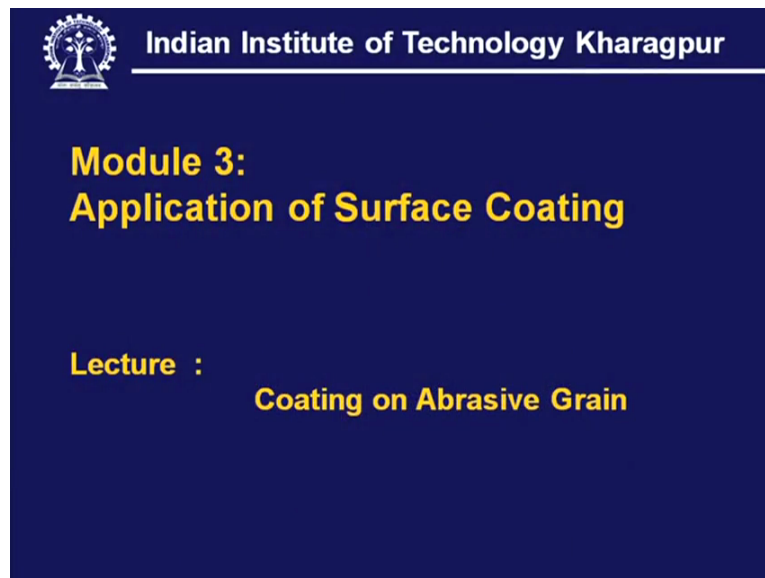 Indian Institute of Technology Kharagpur
Module 3:
Application of Surface Coating
Lecture :
Coating on Abrasive Grain